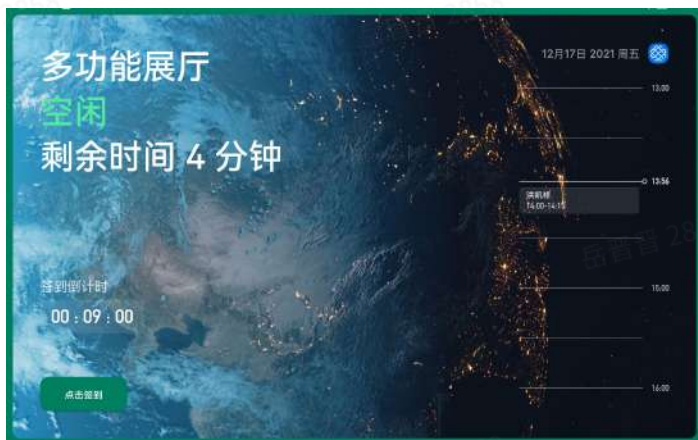 多功能展厅
空闲
剩余时间 4 分钟
签到倒计时
00 : 09 : 00
点击签到
12月17日 2021 周五
13:00
13:56
14:00-14:15
15:00
16:00